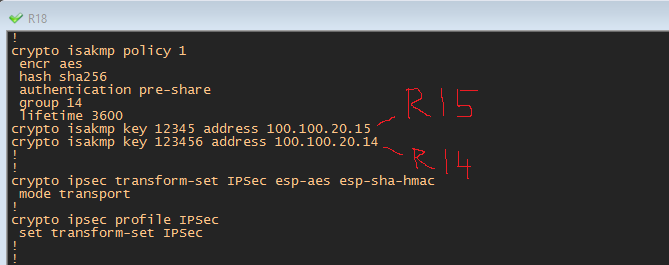 R18
!
crypto isakmp policy 1
 encr aes
 hash sha256
 authentication pre-share
 group 14
 lifetime 3600
crypto isakmp key 12345 address 100.100.20.15 R15
crypto isakmp key 123456 address 100.100.20.14 R14
!
!
crypto ipsec transform-set IPSec esp-aes esp-sha-hmac
 mode transport
!
crypto ipsec profile IPSec
 set transform-set IPSec
!
!